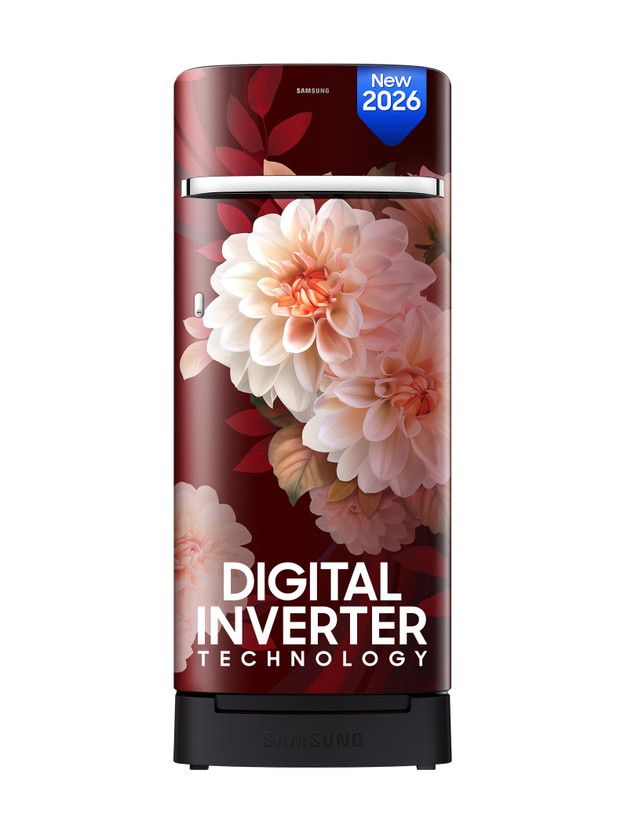 SAMSUNG
New
2026
DIGITAL
INVERTER
TECHNOLOGY
SAMSUNG